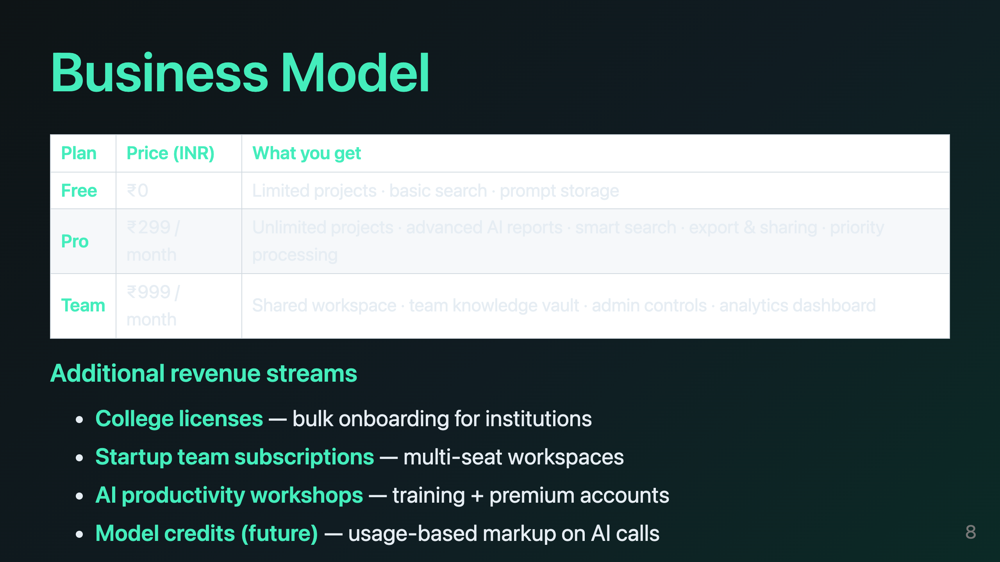 Business Model
Plan Price (INR) What you get
Free ₹0 Limited projects · basic search · prompt storage
Pro ₹299 / month Unlimited projects · advanced AI reports · smart search · export & sharing · priority processing
Team ₹999 / month Shared workspace · team knowledge vault · admin controls · analytics dashboard
Additional revenue streams
• College licenses — bulk onboarding for institutions
• Startup team subscriptions — multi-seat workspaces
• AI productivity workshops — training + premium accounts
• Model credits (future) — usage-based markup on AI calls
8